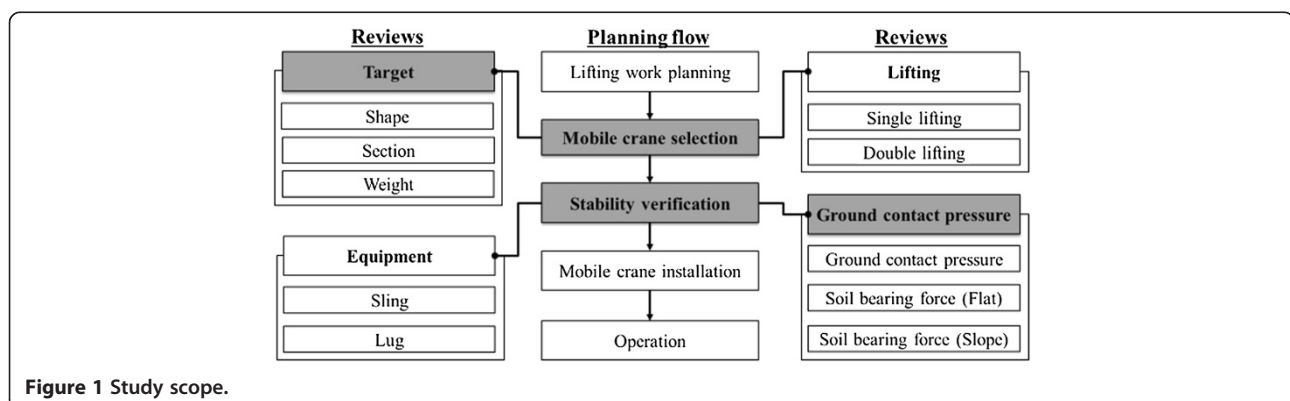 Reviews
Target
Shape
Section
Weight
Equipment
Sling
Lug
Planning flow
Lifting work planning
Mobile crane selection
Stability verification
Mobile crane installation
Operation
Reviews
Lifting
Single lifting
Double lifting
Ground contact pressure
Ground contact pressure
Soil bearing force (Flat)
Soil bearing force (Slope)
Figure 1 Study scope.